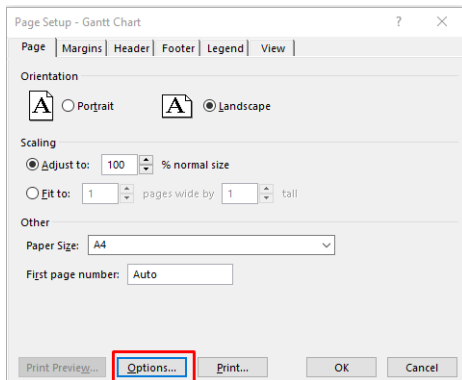 Page Setup - Gantt Chart ?
Page Margins Header Footer Legend View
Orientation
A Portrait A Landscape
Scaling
Adjust to: 100 % normal size
Fit to: 1 pages wide by 1 tall
Other
Paper Size: A4
First page number: Auto
Print Preview... Options... Print... OK Cancel